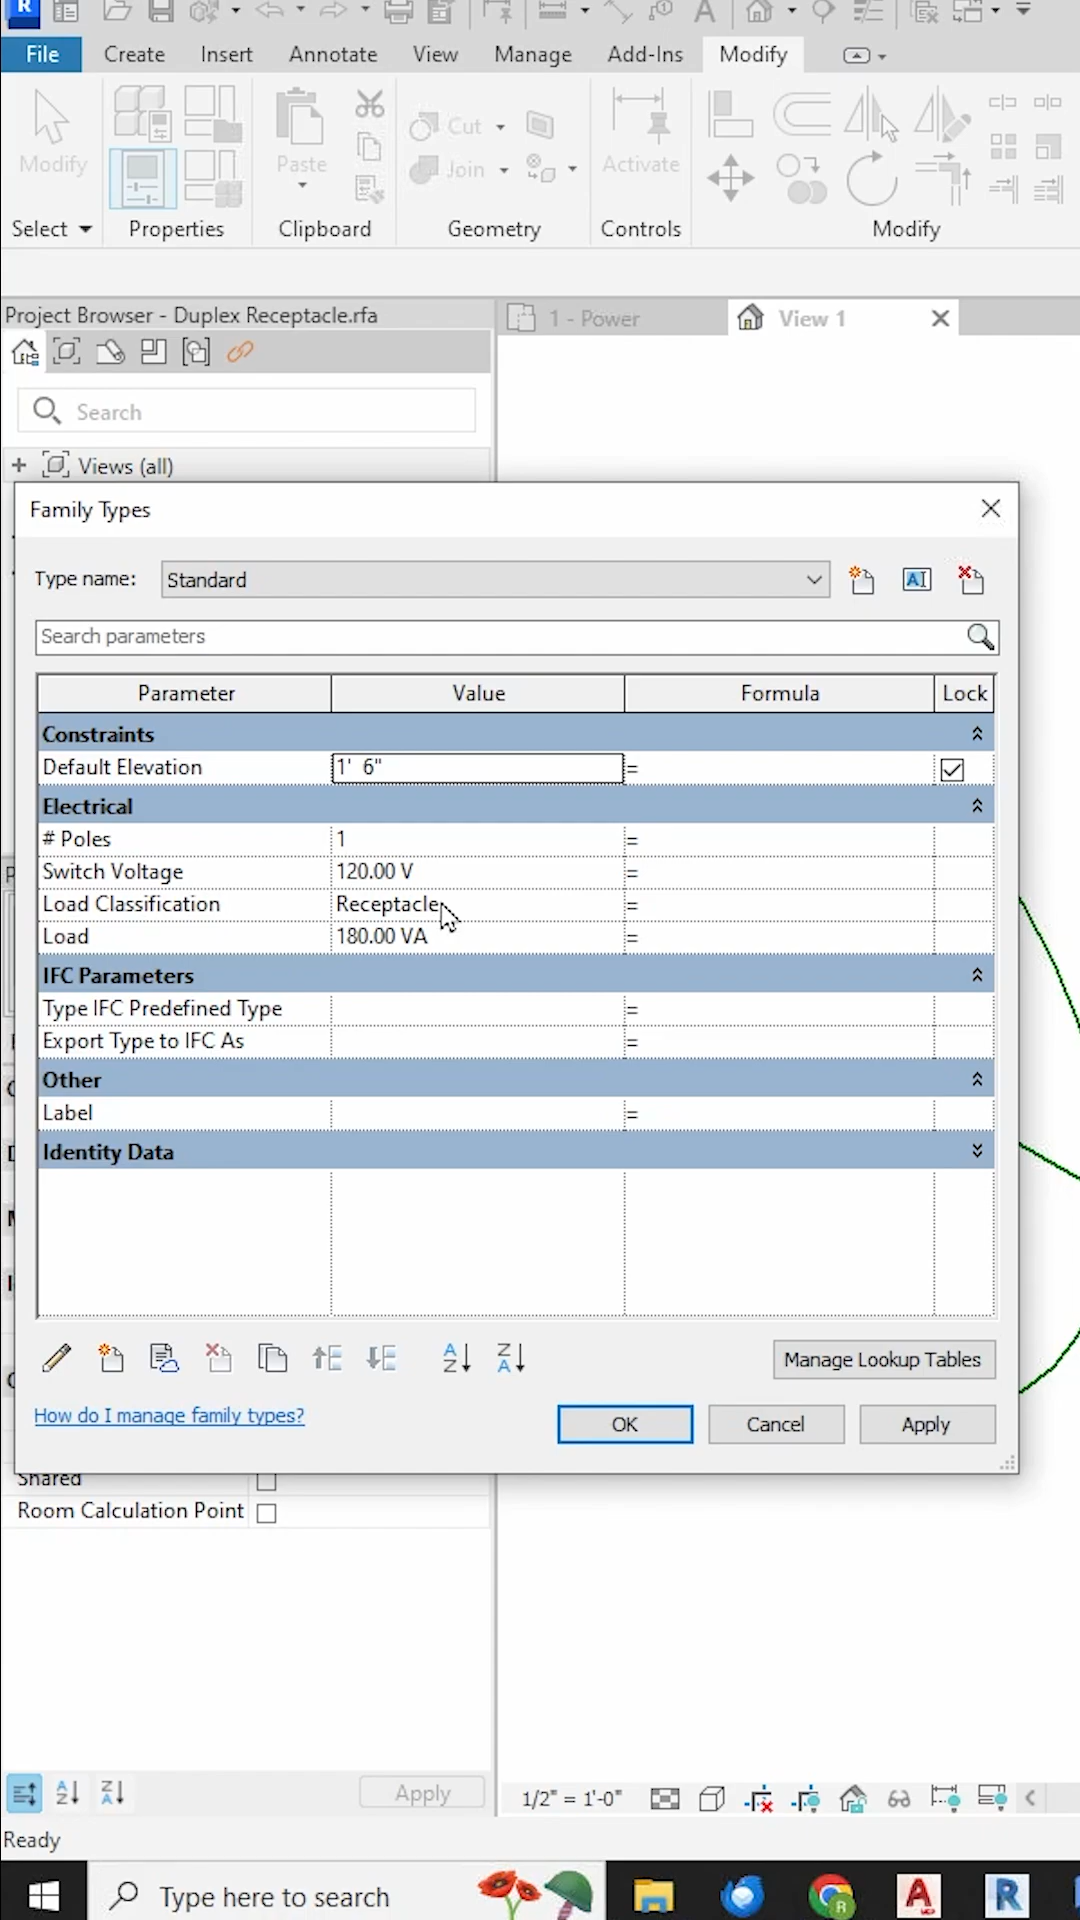 R
A
File Create Insert Annotate View Manage Add-Ins Modify
Modify Paste Cut Join Activate
Select Properties Clipboard Geometry Controls Modify
Project Browser - Duplex Receptacle.rfa
1 - Power View 1
Search
Views (all)
Family Types
Type name: Standard
AI
Search parameters
Parameter Value Formula Lock
Constraints
Default Elevation 1' 6" =
Electrical
# Poles 1 =
Switch Voltage 120.00 V =
Load Classification Receptacle =
Load 180.00 VA =
IFC Parameters
Type IFC Predefined Type =
Export Type to IFC As =
Other
Label =
Identity Data
A Z Z A
Manage Lookup Tables
How do I manage family types?
OK Cancel Apply
Shared
Room Calculation Point
A Z Z A
Apply
1/2" = 1'-0"
Ready
Type here to search
R
A
R